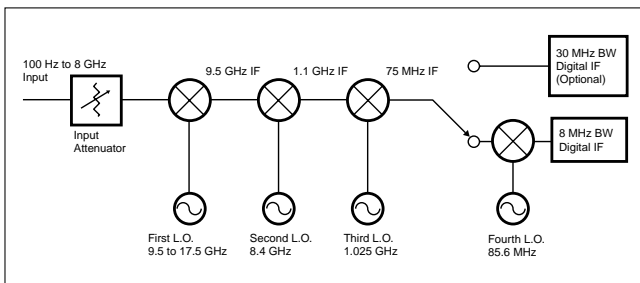 100 Hz to 8 GHz
Input
Input
Attenuator
9.5 GHz IF
1.1 GHz IF
75 MHz IF
30 MHz BW
Digital IF
(Optional)
8 MHz BW
Digital IF
First L.O.
9.5 to 17.5 GHz
Second L.O.
8.4 GHz
Third L.O.
1.025 GHz
Fourth L.O.
85.6 MHz